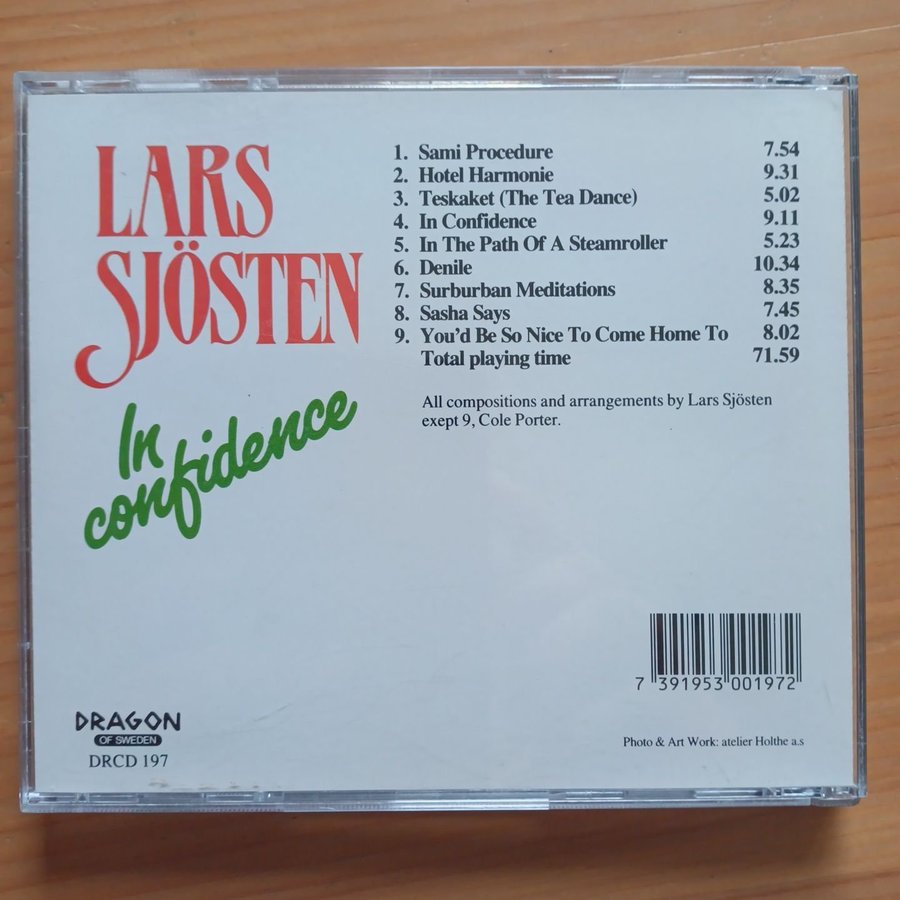 LARS
SJÖSTEN
In
confidence
1. Sami Procedure 7.54
2. Hotel Harmonie 9.31
3. Teskaket (The Tea Dance) 5.02
4. In Confidence 9.11
5. In The Path Of A Steamroller 5.23
6. Denile 10.34
7. Surburban Meditations 8.35
8. Sasha Says 7.45
9. You'd Be So Nice To Come Home To 8.02
Total playing time 71.59
All compositions and arrangements by Lars Sjösten
exept 9, Cole Porter.
7 391953 001972
DRAGON
OF SWEDEN
DRCD 197
Photo & Art Work: atelier Holthe a.s